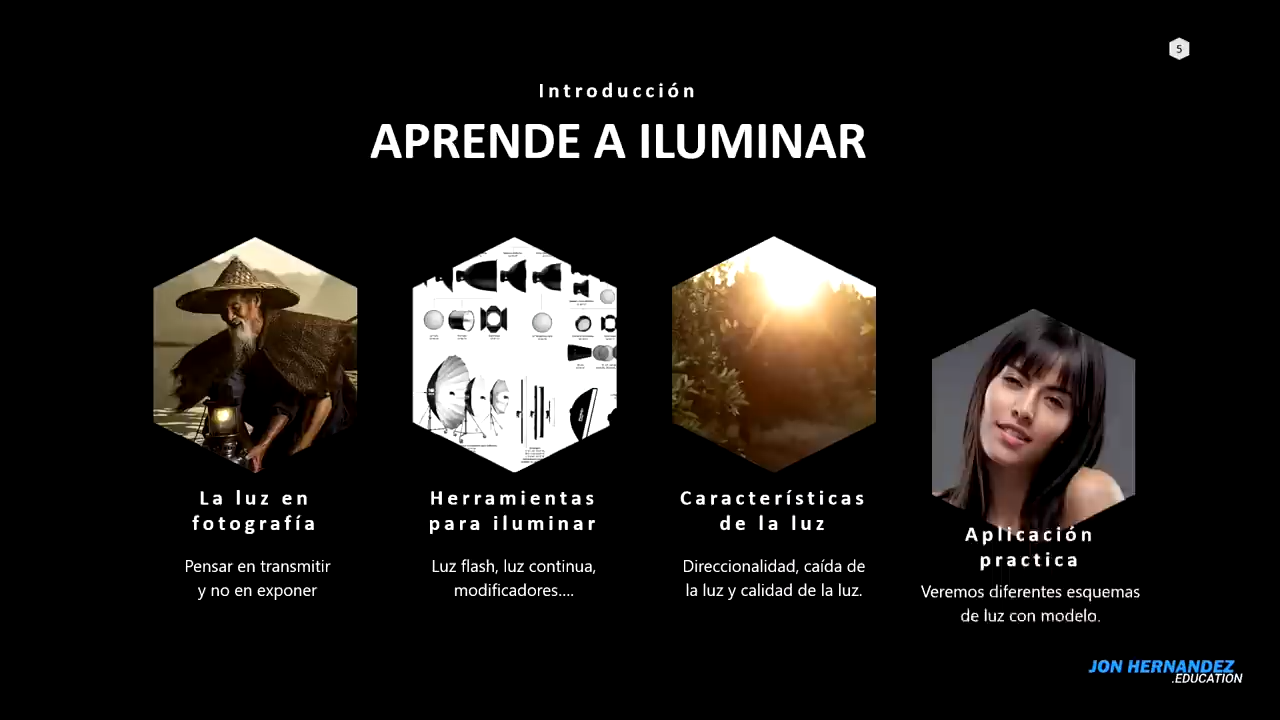 5
Introducción
APRENDE A ILUMINAR
La luz en
fotografía
Pensar en transmitir
y no en exponer
Herramientas
para iluminar
Luz flash, luz continua,
modificadores....
Características
de la luz
Direccionalidad, caída de
la luz y calidad de la luz.
Aplicación
practica
Veremos diferentes esquemas
de luz con modelo.
JON HERNANDEZ
.EDUCATION